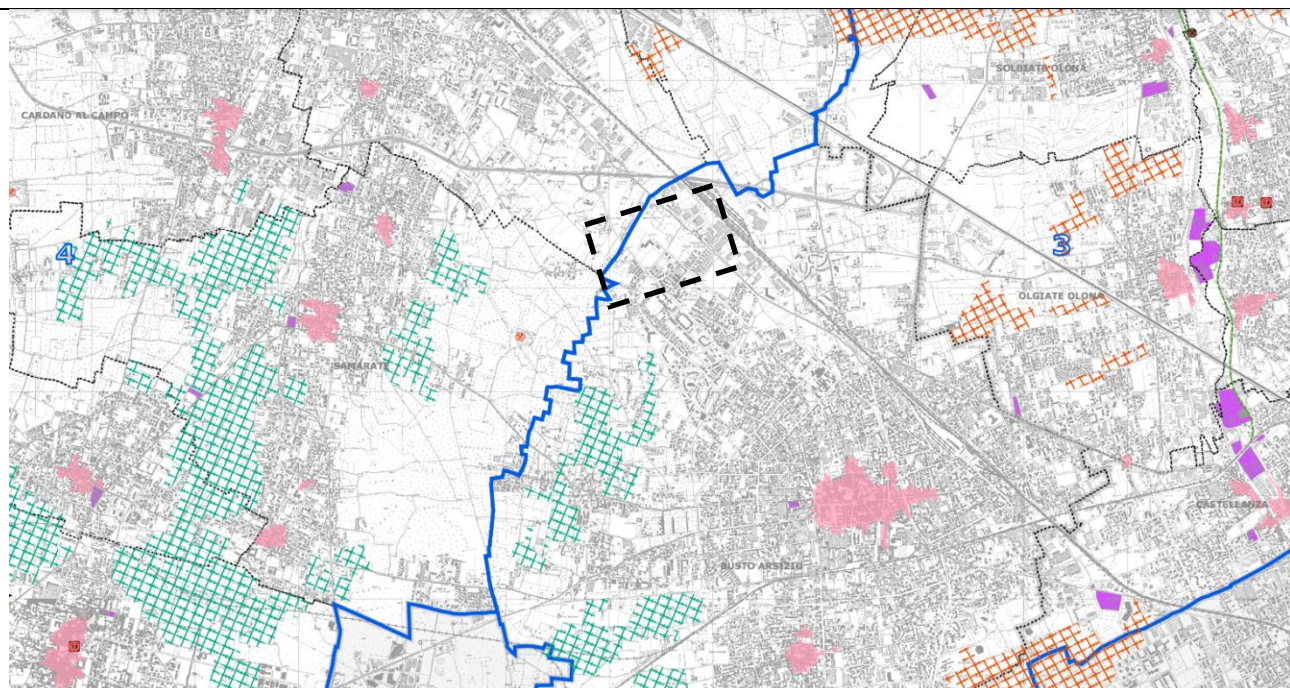 SOLBIATE OLONA
CARDANO AL CAMPO
4
3
OLGIATE OLONA
SAMARATE
CASTELLANZA
BUSTO ARSIZIO